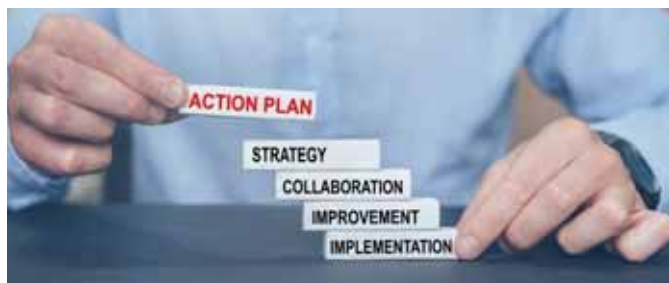 ACTION PLAN
STRATEGY
COLLABORATION
IMPROVEMENT
IMPLEMENTATION